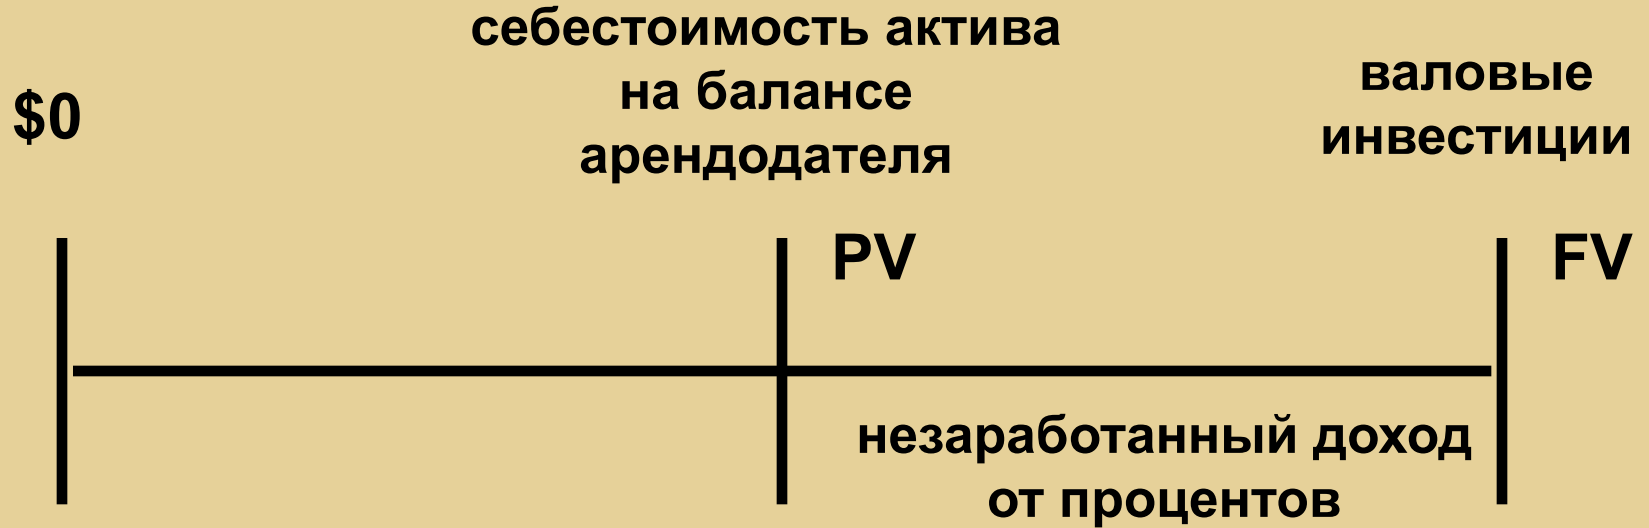 $0
себестоимость актива
на балансе
арендодателя
валовые
инвестиции
PV
FV
незаработанный доход
от процентов